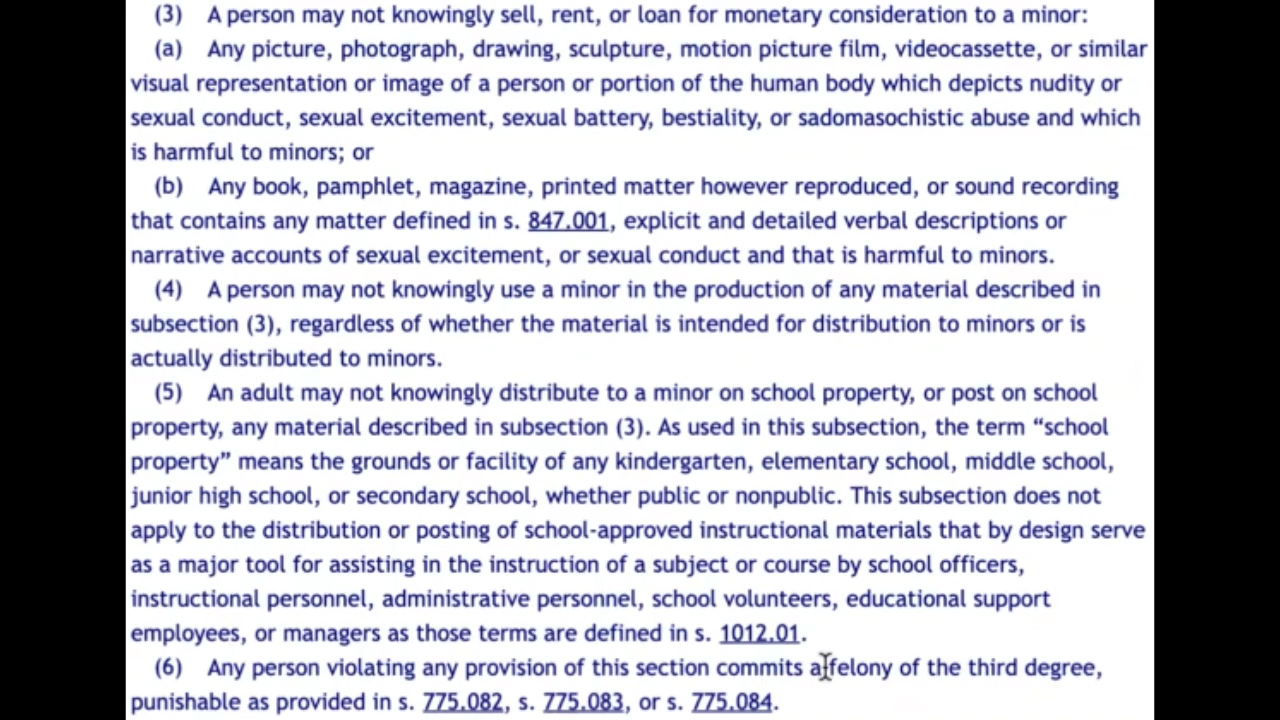 (3) A person may not knowingly sell, rent, or loan for monetary consideration to a minor:
(a) Any picture, photograph, drawing, sculpture, motion picture film, videocassette, or similar
visual representation or image of a person or portion of the human body which depicts nudity or
sexual conduct, sexual excitement, sexual battery, bestiality, or sadomasochistic abuse and which
is harmful to minors; or
(b) Any book, pamphlet, magazine, printed matter however reproduced, or sound recording
that contains any matter defined in s. 847.001, explicit and detailed verbal descriptions or
narrative accounts of sexual excitement, or sexual conduct and that is harmful to minors.
(4) A person may not knowingly use a minor in the production of any material described in
subsection (3), regardless of whether the material is intended for distribution to minors or is
actually distributed to minors.
(5) An adult may not knowingly distribute to a minor on school property, or post on school
property, any material described in subsection (3). As used in this subsection, the term “school
property” means the grounds or facility of any kindergarten, elementary school, middle school,
junior high school, or secondary school, whether public or nonpublic. This subsection does not
apply to the distribution or posting of school-approved instructional materials that by design serve
as a major tool for assisting in the instruction of a subject or course by school officers,
instructional personnel, administrative personnel, school volunteers, educational support
employees, or managers as those terms are defined in s. 1012.01.
(6) Any person violating any provision of this section commits a felony of the third degree,
punishable as provided in s. 775.082, s. 775.083, or s. 775.084.